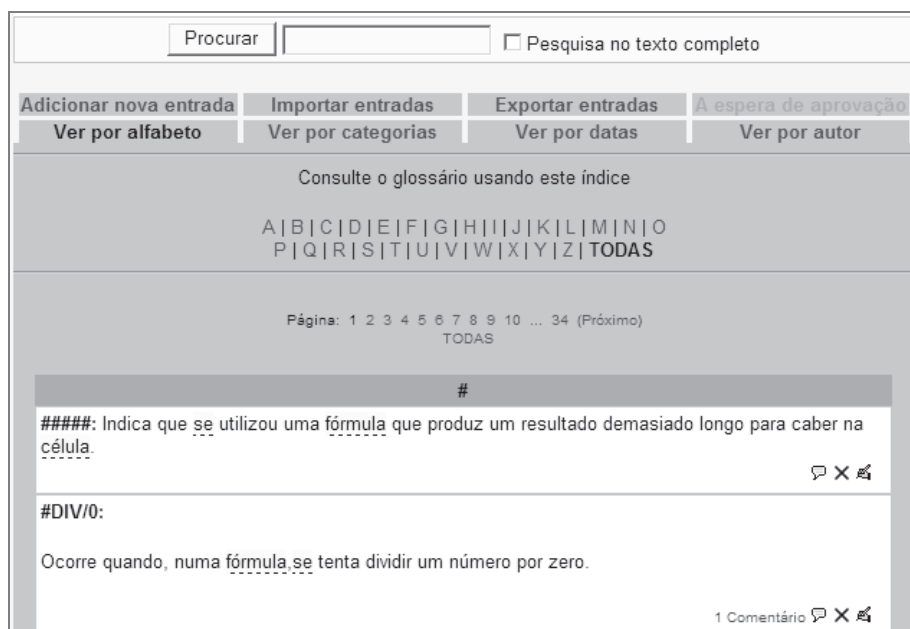 Procurar Pesquisa no texto completo
Adicionar nova entrada Importar entradas Exportar entradas A espera de aprovação
Ver por alfabeto Ver por categorias Ver por datas Ver por autor
Consulte o glossário usando este índice
A | B | C | D | E | F | G | H | I | J | K | L | M | N | O
P | Q | R | S | T | U | V | W | X | Y | Z | TODAS
Página: 1 2 3 4 5 6 7 8 9 10 ... 34 (Próximo)
TODAS
#
#####: Indica que se utilizou uma fórmula que produz um resultado demasiado longo para caber na
célula.
#DIV/0:
Ocorre quando, numa fórmula,se tenta dividir um número por zero.
1 Comentário